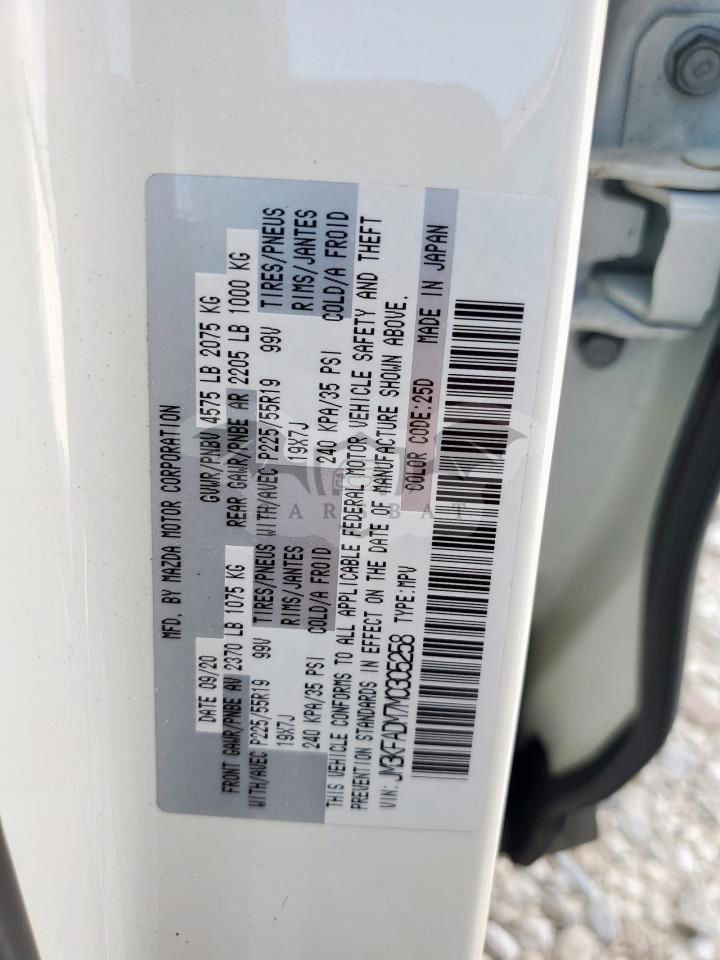 MFD. BY MAZDA MOTOR CORPORATION
DATE 09/20 GVWR/PNBV 4575 LB 2075 KG
FRONT GAWR/PNBE AV 2370 LB 1075 KG REAR GAWR/PNBE AR 2205 LB 1000 KG
WITH/AVEC P225/55R19 99V TIRES/PNEUS WITH/AVEC P225/55R19 99V TIRES/PNEUS
19X7J RIMS/JANTES 19X7J RIMS/JANTES
240 KPA/35 PSI COLD/A FROID 240 KPA/35 PSI COLD/A FROID
THIS VEHICLE CONFORMS TO ALL APPLICABLE FEDERAL MOTOR VEHICLE SAFETY AND THEFT
PREVENTION STANDARDS IN EFFECT ON THE DATE OF MANUFACTURE SHOWN ABOVE.
VIN: JM3KFADM7M0305258 TYPE:MPV COLOR CODE:25D MADE IN JAPAN
CARSBAT